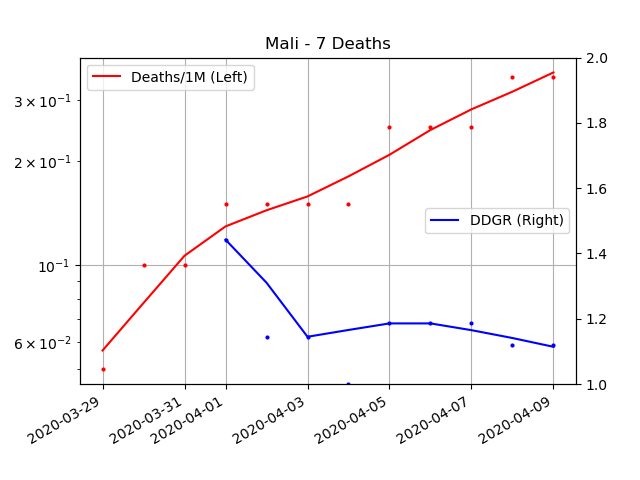 Mali - 7 Deaths
Deaths/1M (Left)
DDGR (Right)
3 × 10⁻¹
2 × 10⁻¹
10⁻¹
6 × 10⁻²
2.0
1.8
1.6
1.4
1.2
1.0
2020-03-29
2020-03-31
2020-04-01
2020-04-03
2020-04-05
2020-04-07
2020-04-09